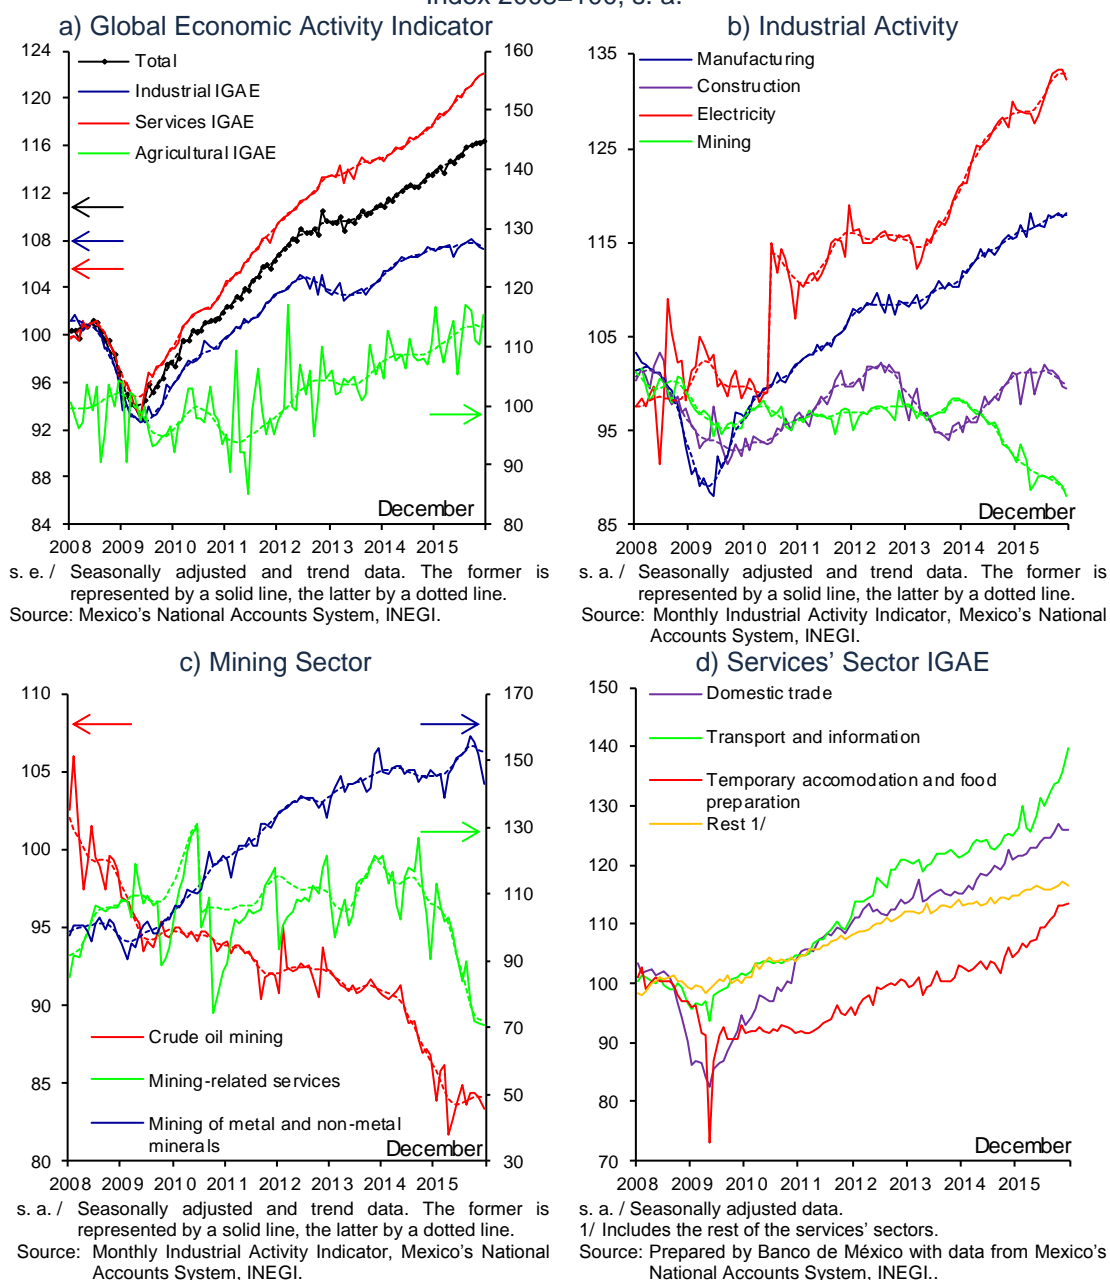 Index 2008=100, s. a.
a) Global Economic Activity Indicator
124
120
116
112
108
104
100
96
92
88
84
160
150
140
130
120
110
100
90
80
Total
Industrial IGAE
Services IGAE
Agricultural IGAE
December
2008 2009 2010 2011 2012 2013 2014 2015
s. e. / Seasonally adjusted and trend data. The former is
represented by a solid line, the latter by a dotted line.
Source: Mexico’s National Accounts System, INEGI.
b) Industrial Activity
135
125
115
105
95
85
Manufacturing
Construction
Electricity
Mining
December
2008 2009 2010 2011 2012 2013 2014 2015
s. a. / Seasonally adjusted and trend data. The former is
represented by a solid line, the latter by a dotted line.
Source: Monthly Industrial Activity Indicator, Mexico’s National
Accounts System, INEGI.
c) Mining Sector
110
105
100
95
90
85
80
170
150
130
110
90
70
50
30
Crude oil mining
Mining-related services
Mining of metal and non-metal
minerals
December
2008 2009 2010 2011 2012 2013 2014 2015
s. a. / Seasonally adjusted and trend data. The former is
represented by a solid line, the latter by a dotted line.
Source: Monthly Industrial Activity Indicator, Mexico’s National
Accounts System, INEGI.
d) Services’ Sector IGAE
150
140
130
120
110
100
90
80
70
Domestic trade
Transport and information
Temporary accomodation and food
preparation
Rest 1/
December
2008 2009 2010 2011 2012 2013 2014 2015
s. a. / Seasonally adjusted data.
1/ Includes the rest of the services’ sectors.
Source: Prepared by Banco de México with data from Mexico’s
National Accounts System, INEGI..